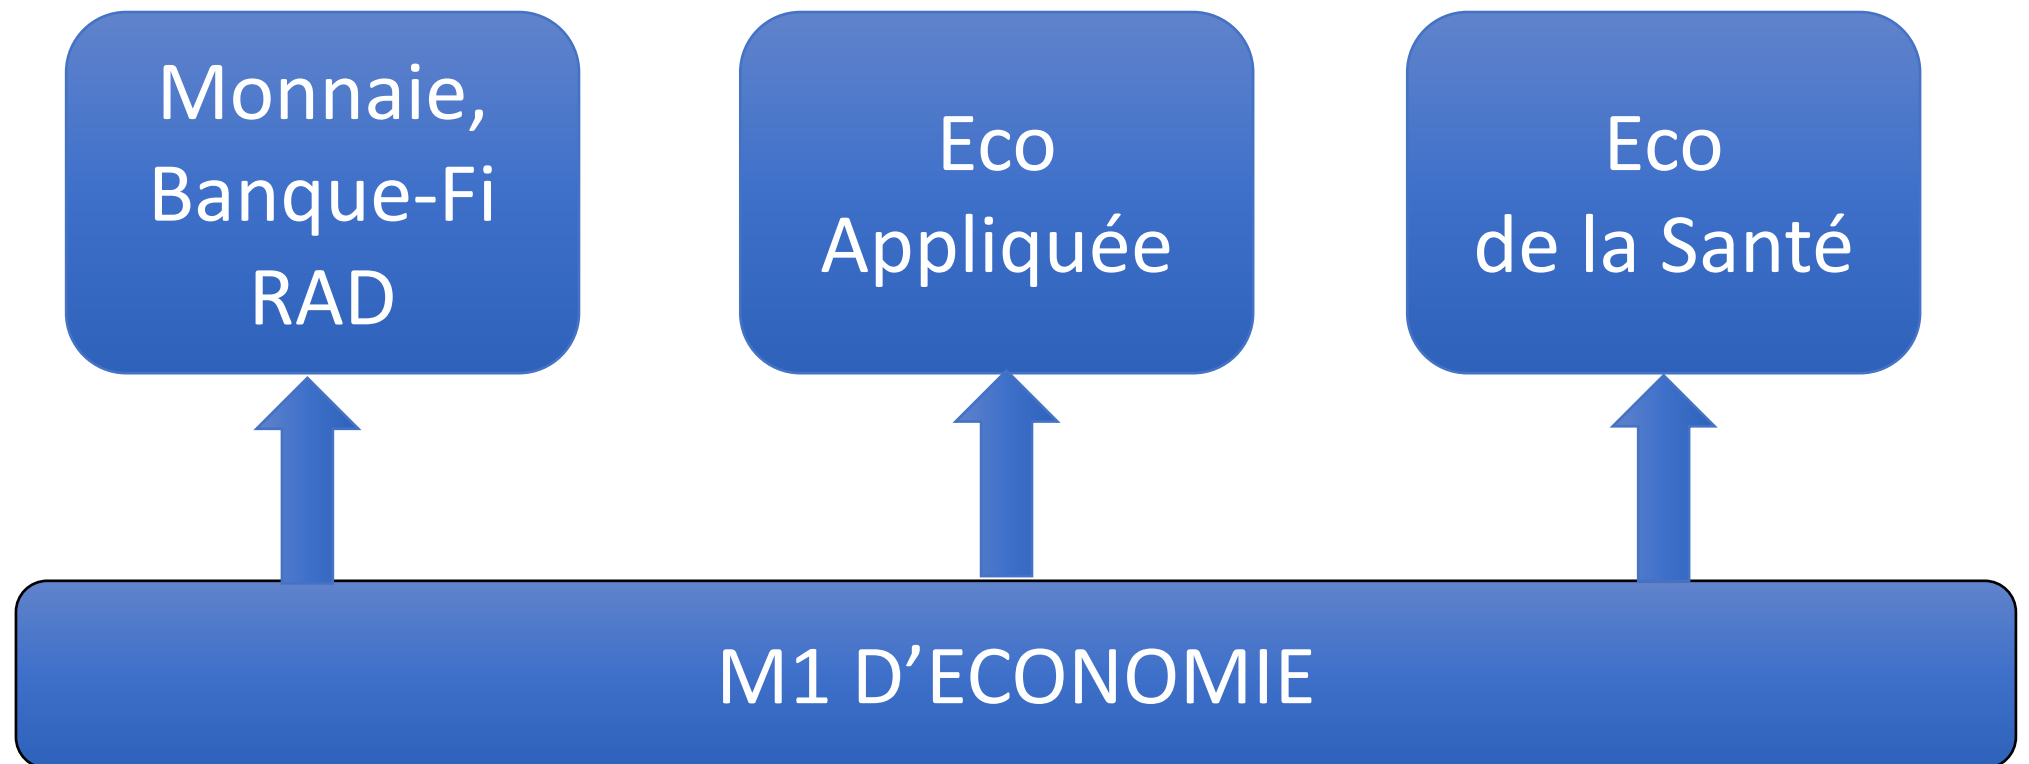 Monnaie,
Banque-Fi
RAD
Eco
Appliquée
Eco
de la Santé
M1 D’ECONOMIE